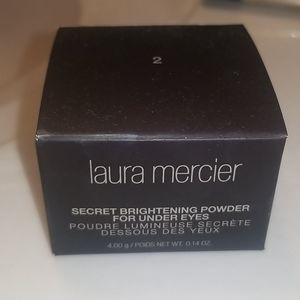 2
laura mercier
SECRET BRIGHTENING POWDER
FOR UNDER EYES
POUDRE LUMINEUSE SECRÈTE
DESSOUS DES YEUX
4.00 g / POIDS NET WT. 0.14 OZ.